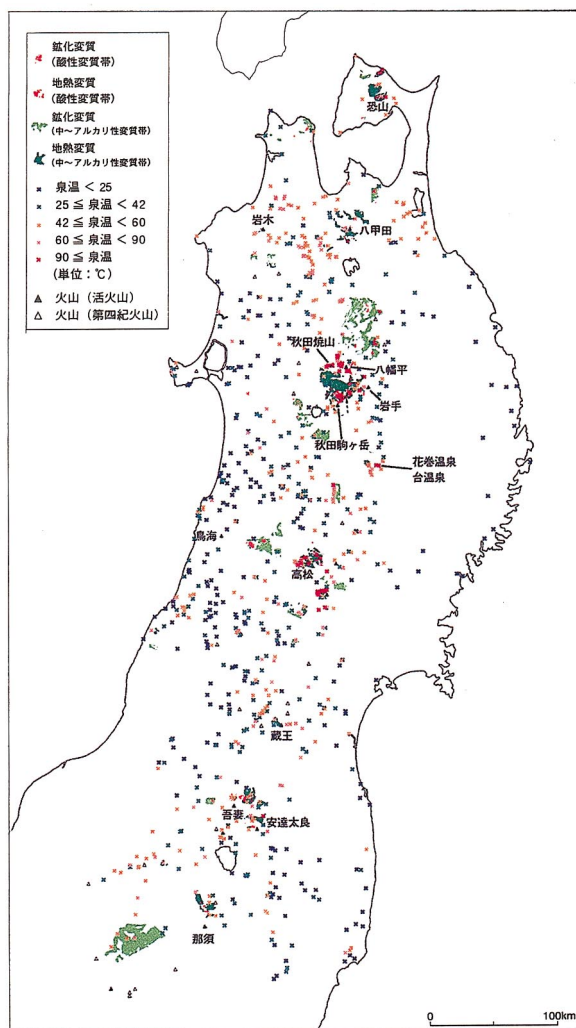 鉱化変質
(酸性変質帯)
地熱変質
(酸性変質帯)
鉱化変質
(中〜アルカリ性変質帯)
地熱変質
(中〜アルカリ性変質帯)
泉温 < 25
25 ≦ 泉温 < 42
42 ≦ 泉温 < 60
60 ≦ 泉温 < 90
90 ≦ 泉温
(単位:℃)
火山(活火山)
火山(第四紀火山)
恐山
岩木
八甲田
秋田焼山
八幡平
岩手
秋田駒ヶ岳
花巻温泉
台温泉
鳥海
高松
蔵王
吾妻
安達太良
那須
0 100km